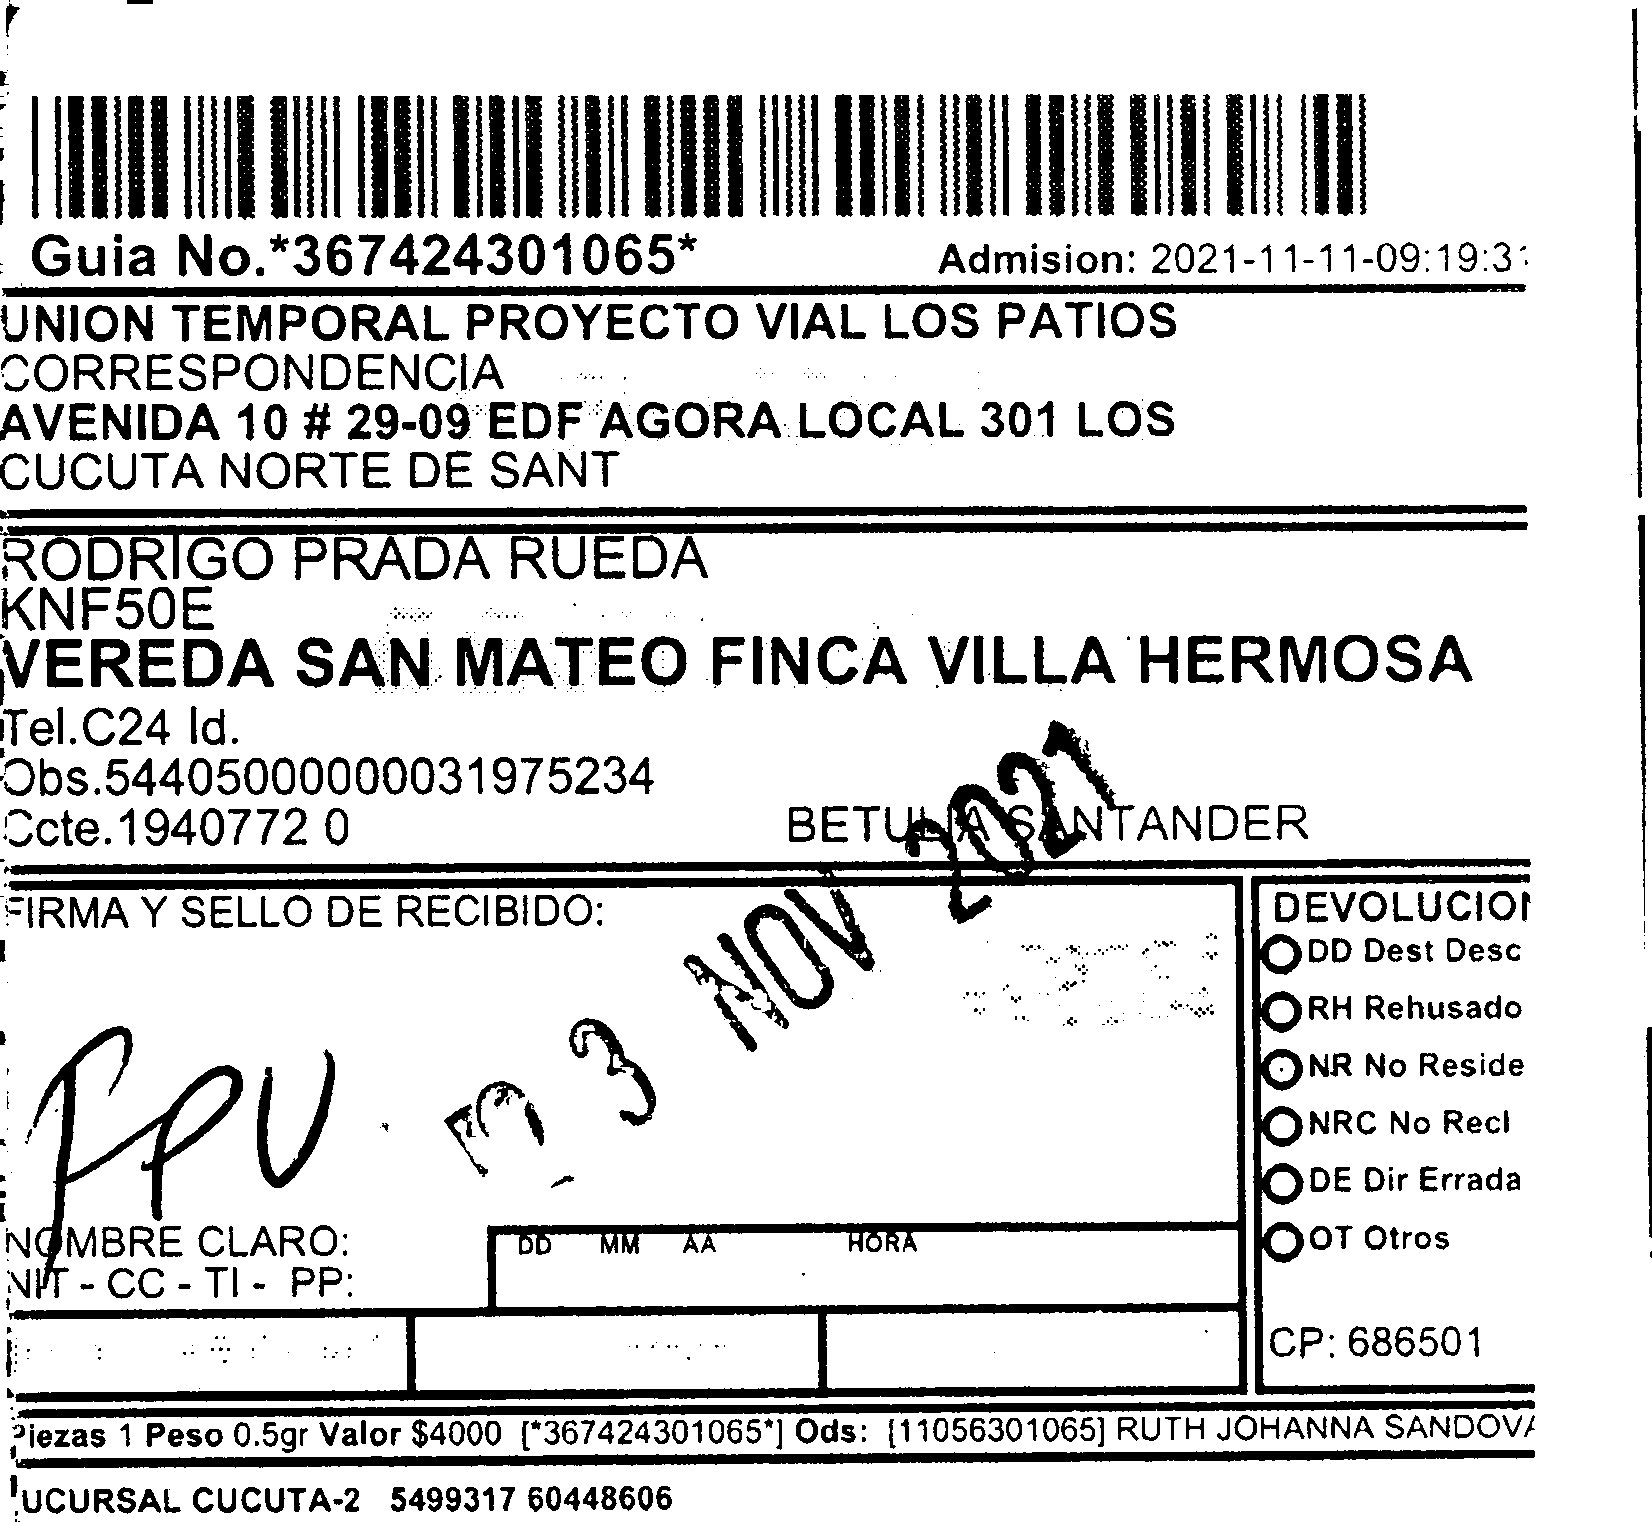 Guia No.*367424301065* Admision: 2021-11-11-09:19:31
UNION TEMPORAL PROYECTO VIAL LOS PATIOS
CORRESPONDENCIA
AVENIDA 10 # 29-09 EDF AGORA LOCAL 301 LOS
CUCUTA NORTE DE SANT
RODRIGO PRADA RUEDA
KNF50E
VEREDA SAN MATEO FINCA VILLA HERMOSA
Tel.C24 Id.
Obs.54405000000031975234
Ccte.1940772 0 BETULIA SANTANDER
FIRMA Y SELLO DE RECIBIDO:
3 NOV 2021
DEVOLUCION
DD Dest Desc
RH Rehusado
NR No Reside
NRC No Recl
DE Dir Errada
OT Otros
NOMBRE CLARO:
NIT - CC - TI - PP:
DD MM AA HORA
CP: 686501
Piezas 1 Peso 0.5gr Valor $4000 [*367424301065*] Ods: [11056301065] RUTH JOHANNA SANDOVA
UCURSAL CUCUTA-2 5499317 60448606